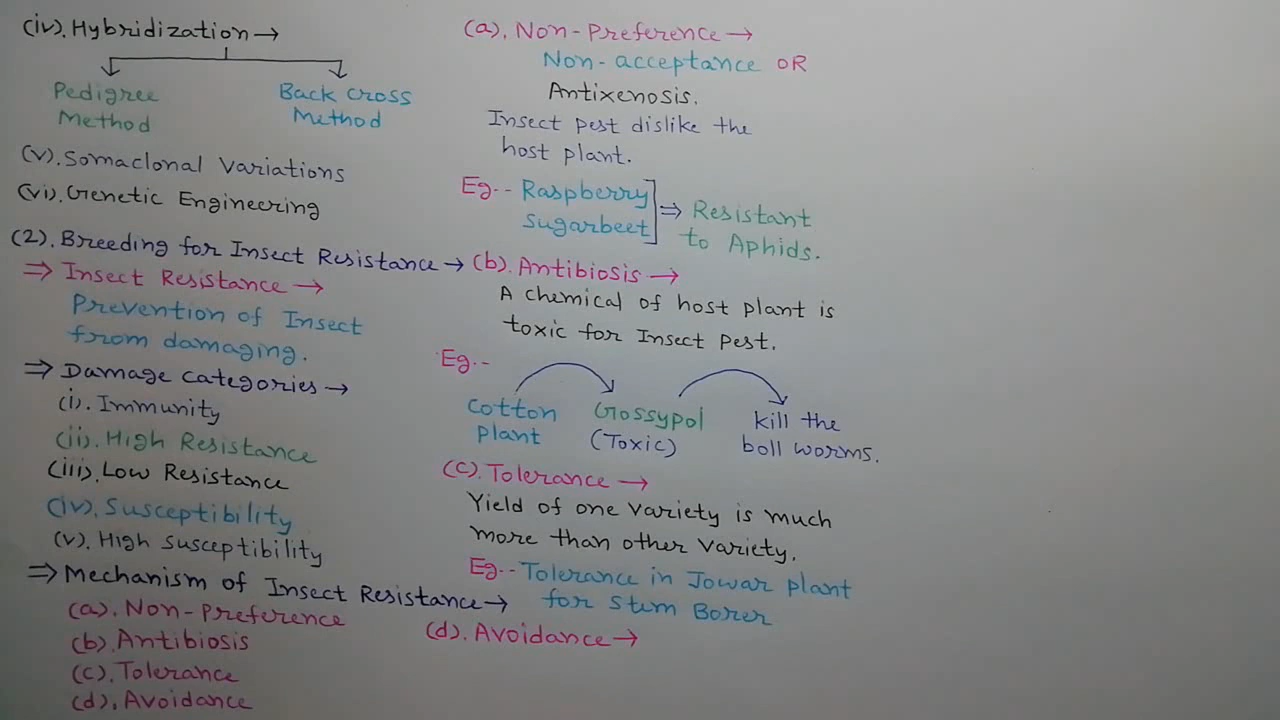 (iv). Hybridization →
Pedigree Method
Back cross Method
(v). Somaclonal Variations
(vi). Genetic Engineering
(2). Breeding for Insect Resistance →
⇒ Insect Resistance →
Prevention of Insect
from damaging.
⇒ Damage categories →
(i). Immunity
(ii). High Resistance
(iii). Low Resistance
(iv). Susceptibility
(v). High Susceptibility
⇒ Mechanism of Insect Resistance →
(a). Non-Preference
(b). Antibiosis
(c). Tolerance
(d). Avoidance
(a). Non-Preference →
Non-acceptance OR
Antixenosis.
Insect pest dislike the
host plant.
Eg-- Raspberry
Sugarbeet
⇒ Resistant
to Aphids.
(b). Antibiosis →
A chemical of host plant is
toxic for Insect Pest.
Eg--
Cotton plant
Gossypol (Toxic)
kill the boll worms.
(c). Tolerance →
Yield of one variety is much
more than other variety.
Eg-- Tolerance in Jowar plant
for Stem Borer
(d). Avoidance →